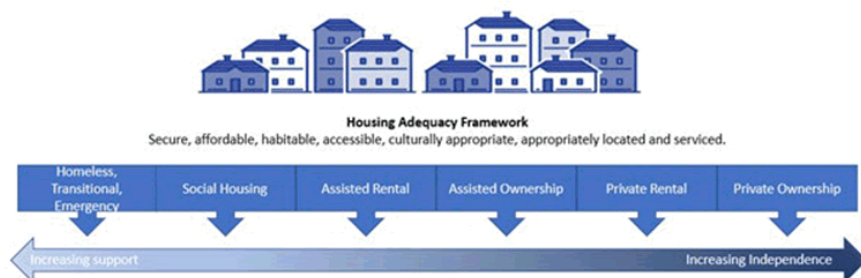 Housing Adequacy Framework
Secure, affordable, habitable, accessible, culturally appropriate, appropriately located and serviced.
Homeless,
Transitional,
Emergency
Social Housing
Assisted Rental
Assisted Ownership
Private Rental
Private Ownership
Increasing support
Increasing Independence